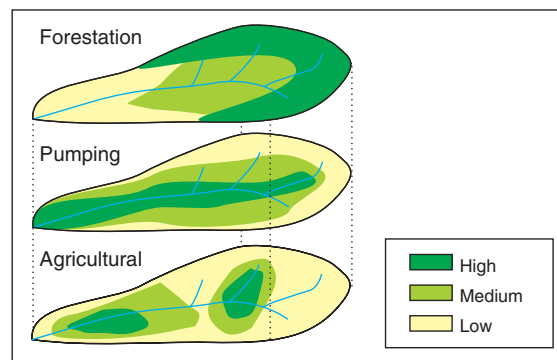 Forestation
Pumping
Agricultural
High
Medium
Low